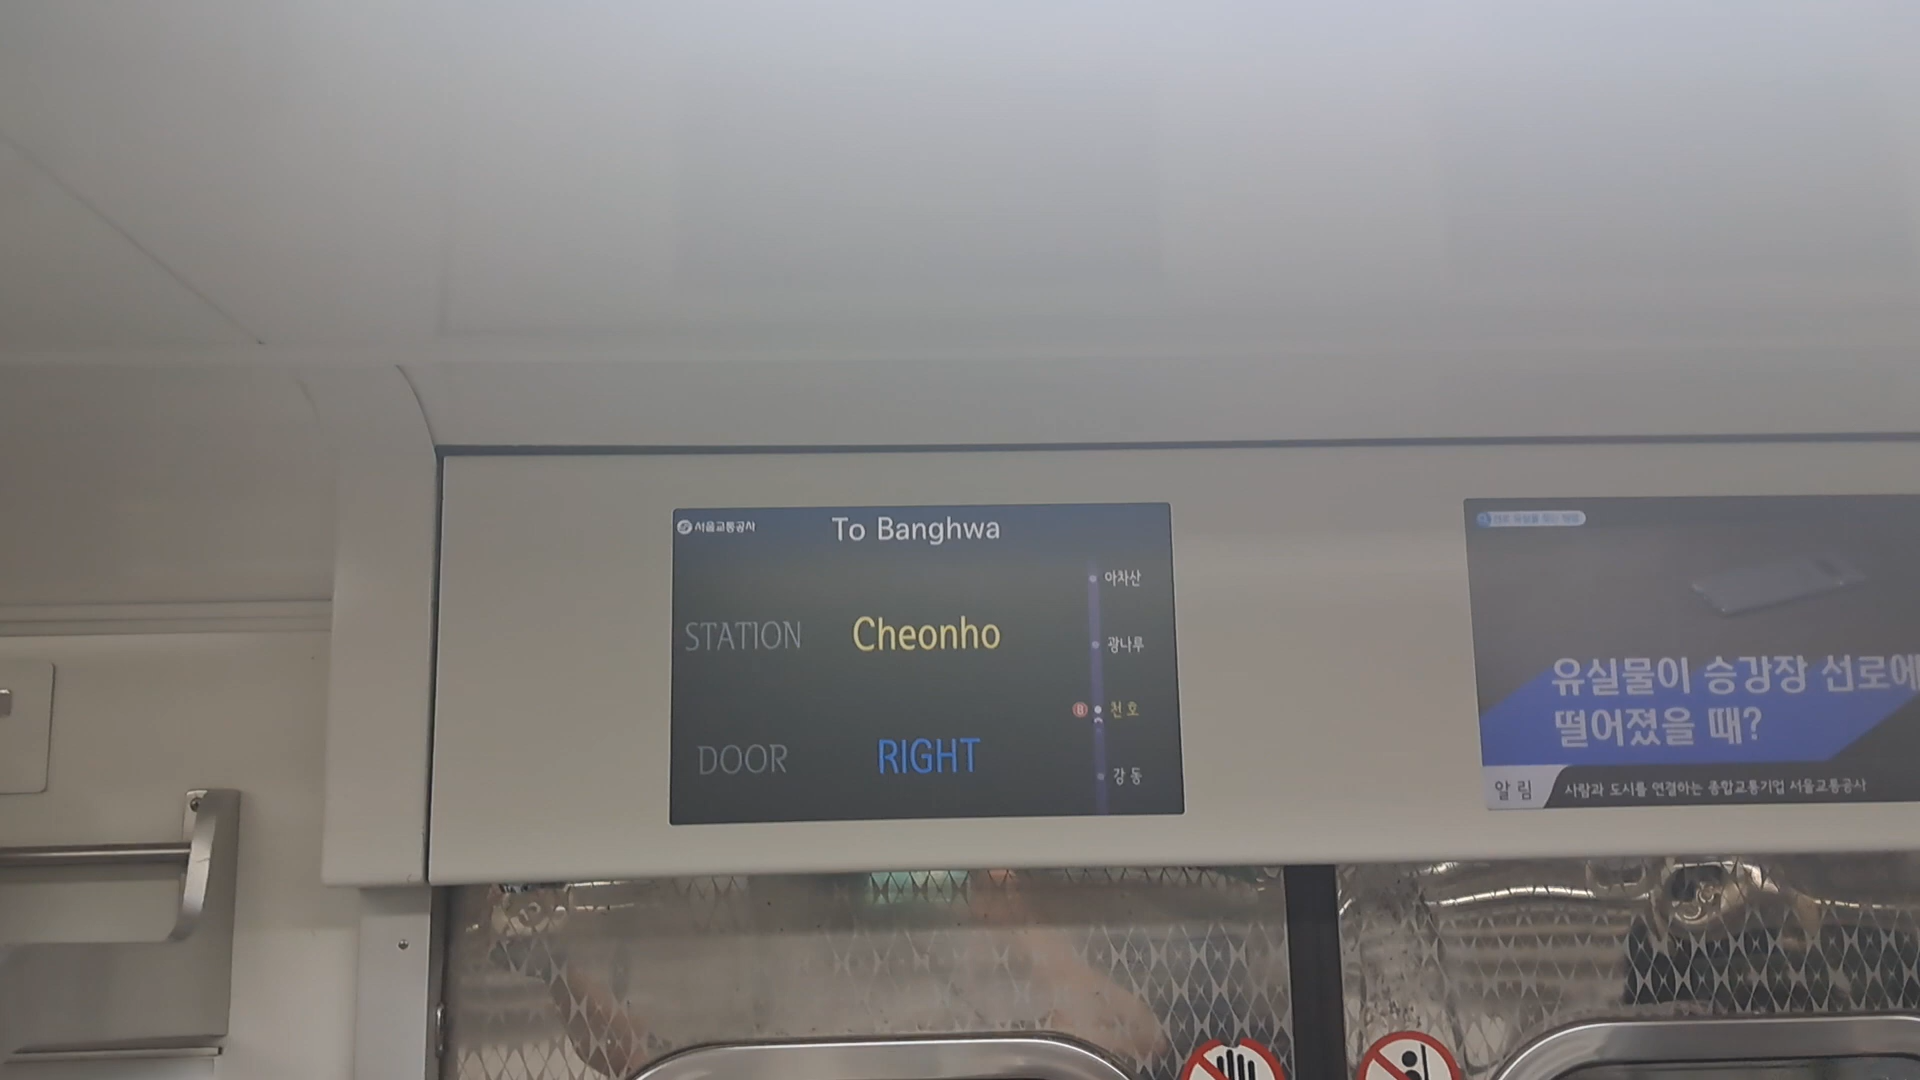 서울교통공사
To Banghwa
STATION
Cheonho
DOOR
RIGHT
아차산
광나루
8
천호
강동
유실물이 승강장 선로에
떨어졌을 때?
알림
사람과 도시를 연결하는 종합교통기업 서울교통공사